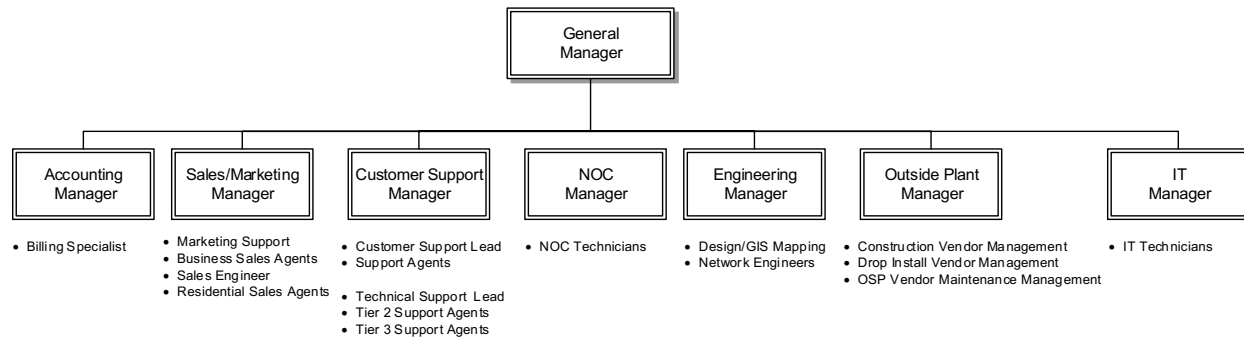 General
Manager
Accounting
Manager
Sales/Marketing
Manager
Customer Support
Manager
NOC
Manager
Engineering
Manager
Outside Plant
Manager
IT
Manager
• Billing Specialist
• Marketing Support
• Business Sales Agents
• Sales Engineer
• Residential Sales Agents
• Customer Support Lead
• Support Agents
• Technical Support Lead
• Tier 2 Support Agents
• Tier 3 Support Agents
• NOC Technicians
• Design/GIS Mapping
• Network Engineers
• Construction Vendor Management
• Drop Install Vendor Management
• OSP Vendor Maintenance Management
• IT Technicians